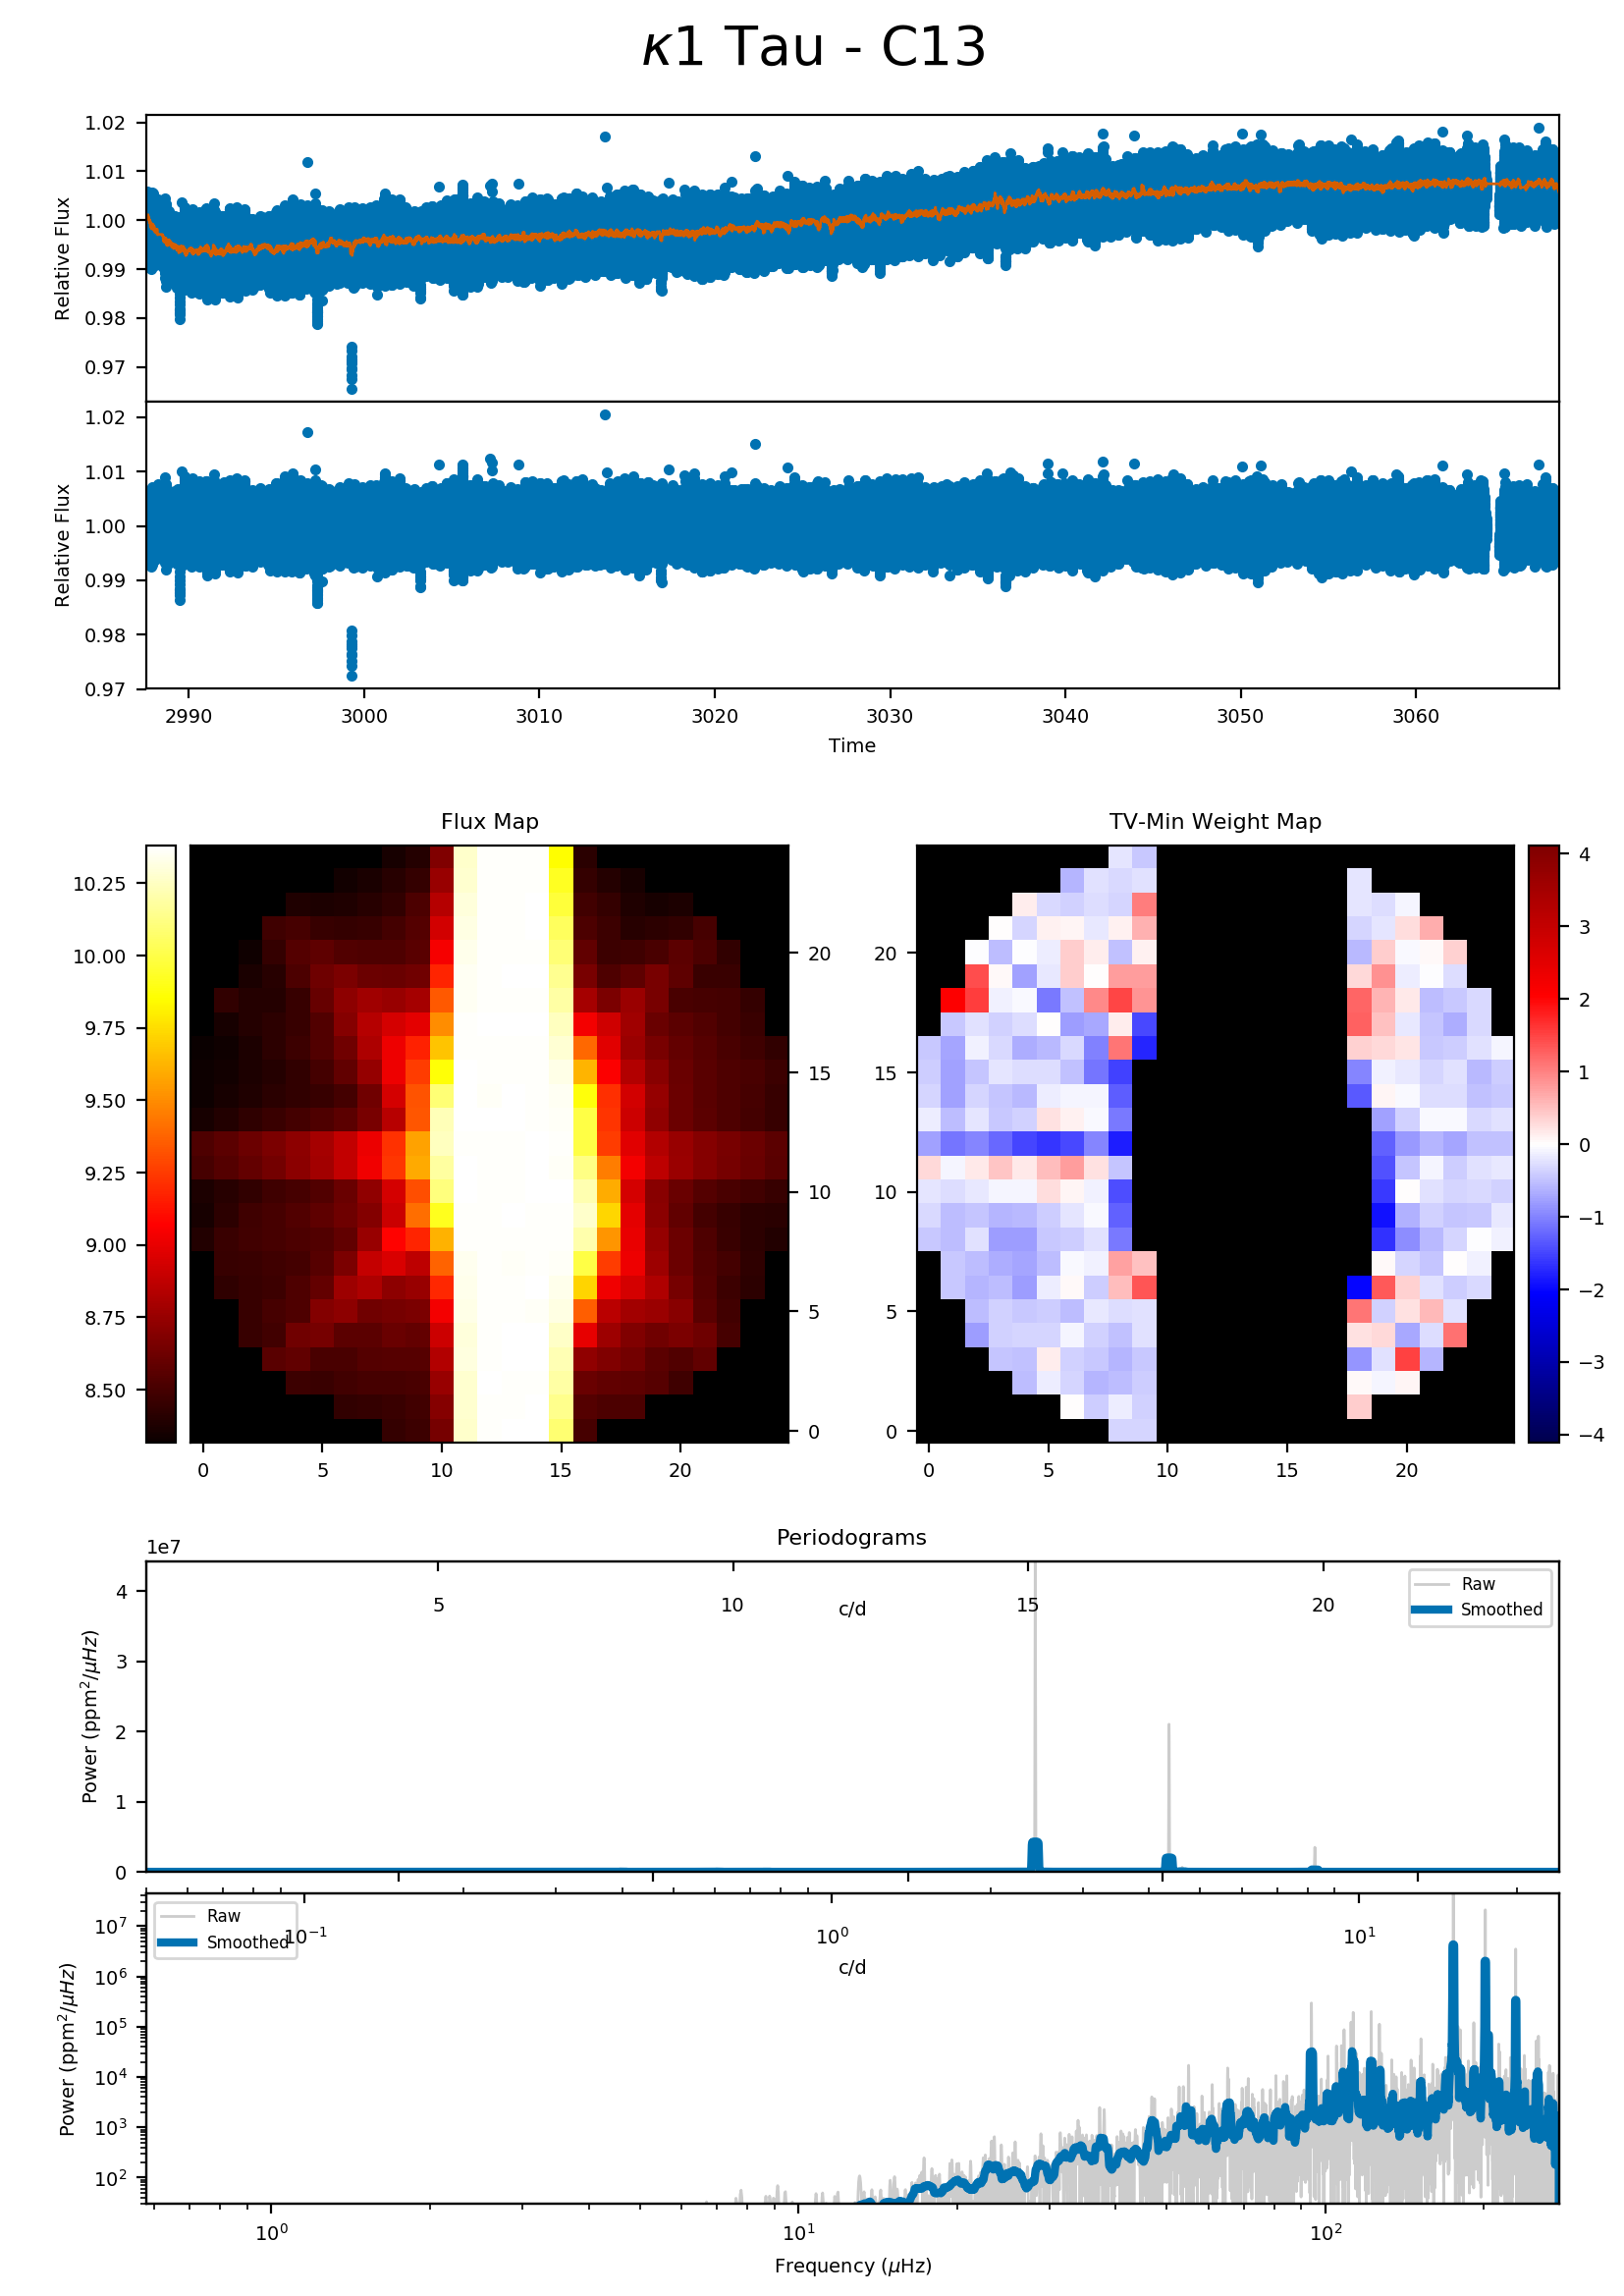 κ1 Tau - C13
1.02
1.01
1.00
0.99
0.98
0.97
Relative Flux
1.02
1.01
1.00
0.99
0.98
0.97
Relative Flux
2990 3000 3010 3020 3030 3040 3050 3060
Time
Flux Map
TV-Min Weight Map
10.25
10.00
9.75
9.50
9.25
9.00
8.75
8.50
20
15
10
5
0
0 5 10 15 20
20
15
10
5
0
0 5 10 15 20
4
3
2
1
0
−1
−2
−3
−4
Periodograms
1e7
4
3
2
1
0
Power (ppm²/μHz)
5 10 15 20
c/d
Raw
Smoothed
Raw
Smoothed
10⁻¹ 10⁰ 10¹
c/d
10⁷
10⁶
10⁵
10⁴
10³
10²
Power (ppm²/μHz)
10⁰ 10¹ 10²
Frequency (μHz)